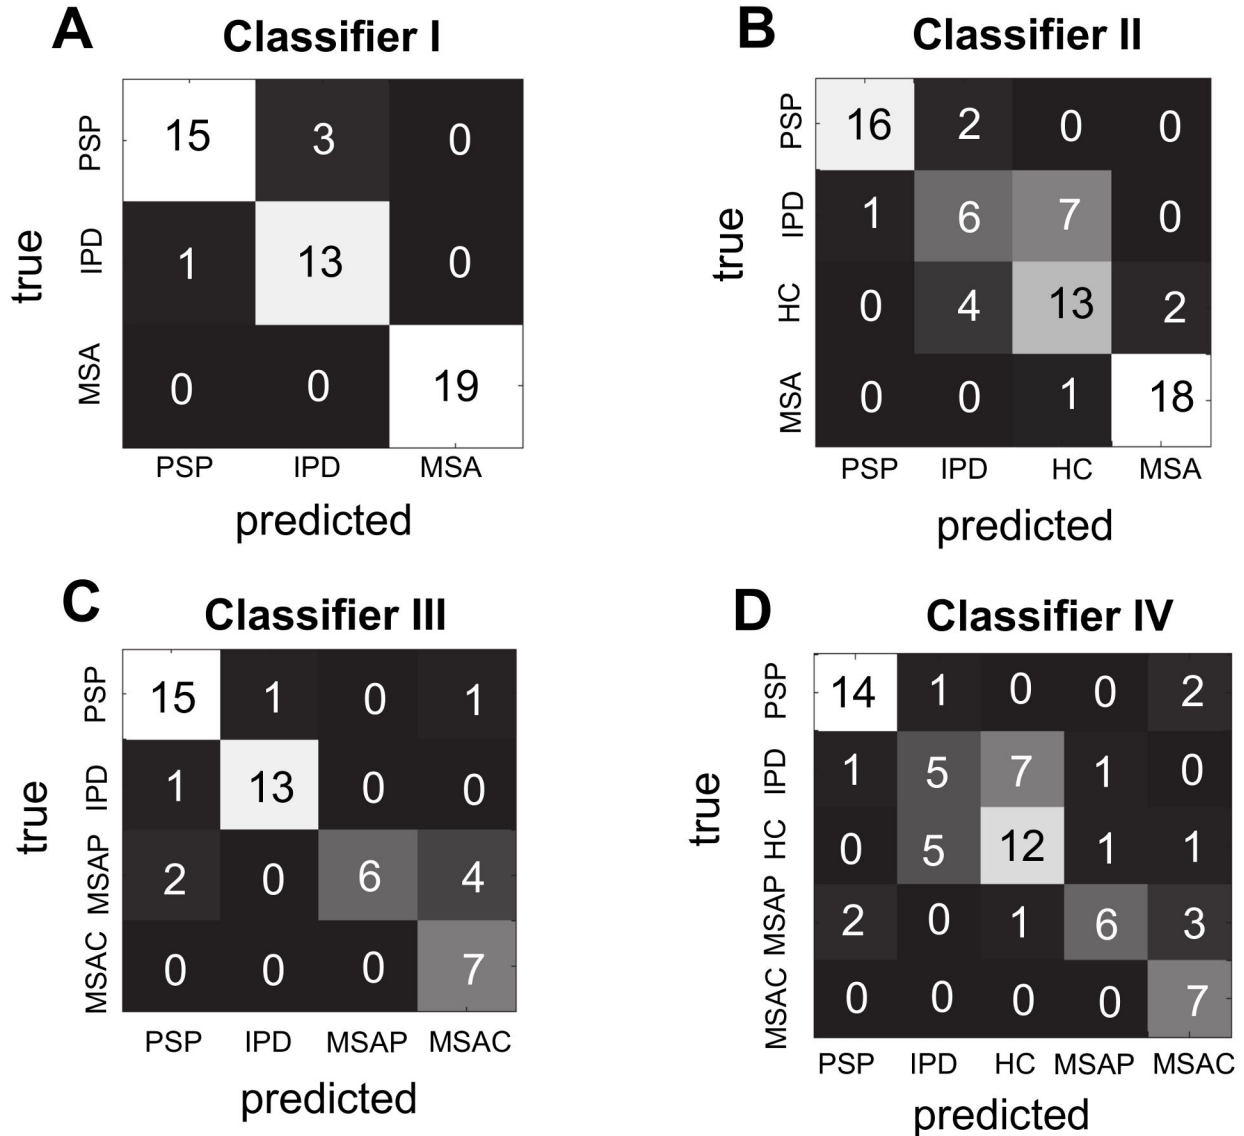 A Classifier I
PSP 15 3 0
IPD 1 13 0
MSA 0 0 19
true
PSP IPD MSA
predicted
B Classifier II
PSP 16 2 0 0
IPD 1 6 7 0
HC 0 4 13 2
MSA 0 0 1 18
true
PSP IPD HC MSA
predicted
C Classifier III
PSP 15 1 0 1
IPD 1 13 0 0
MSAP 2 0 6 4
MSAC 0 0 0 7
true
PSP IPD MSAP MSAC
predicted
D Classifier IV
PSP 14 1 0 0 2
IPD 1 5 7 1 0
HC 0 5 12 1 1
MSAP 2 0 1 6 3
MSAC 0 0 0 0 7
true
PSP IPD HC MSAP MSAC
predicted